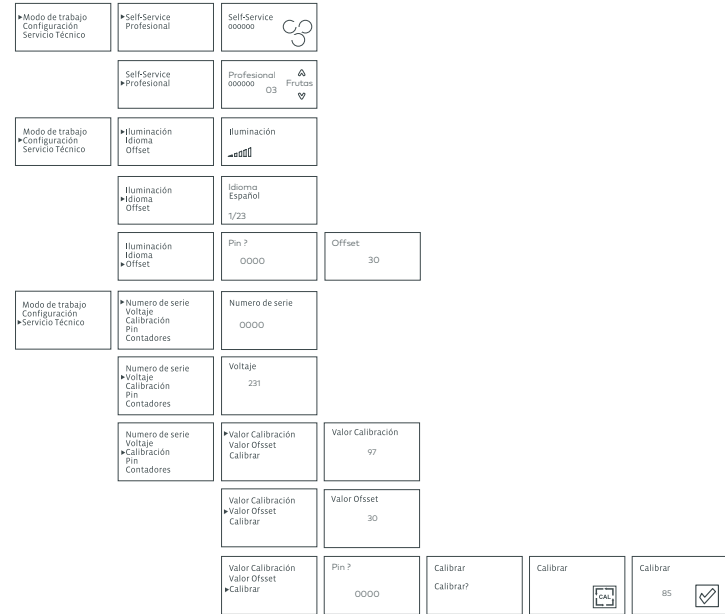 ▶Modo de trabajo
Configuración
Servicio Técnico
▶Self-Service
Profesional
Self-Service
000000
Self-Service
▶Profesional
Profesional
000000
Frutas
03
Modo de trabajo
▶Configuración
Servicio Técnico
▶Iluminación
Idioma
Offset
Iluminación
Iluminación
▶Idioma
Offset
Idioma
Español
1/23
Iluminación
Idioma
▶Offset
Pin ?
0000
Offset
30
Modo de trabajo
Configuración
▶Servicio Técnico
▶Numero de serie
Voltaje
Calibración
Pin
Contadores
Numero de serie
0000
Numero de serie
▶Voltaje
Calibración
Pin
Contadores
Voltaje
231
Numero de serie
Voltaje
▶Calibración
Pin
Contadores
▶Valor Calibración
Valor Ofsset
Calibrar
Valor Calibración
97
Valor Calibración
▶Valor Ofsset
Calibrar
Valor Ofsset
30
Valor Calibración
Valor Ofsset
▶Calibrar
Pin ?
0000
Calibrar
Calibrar?
Calibrar
CAL
Calibrar
85